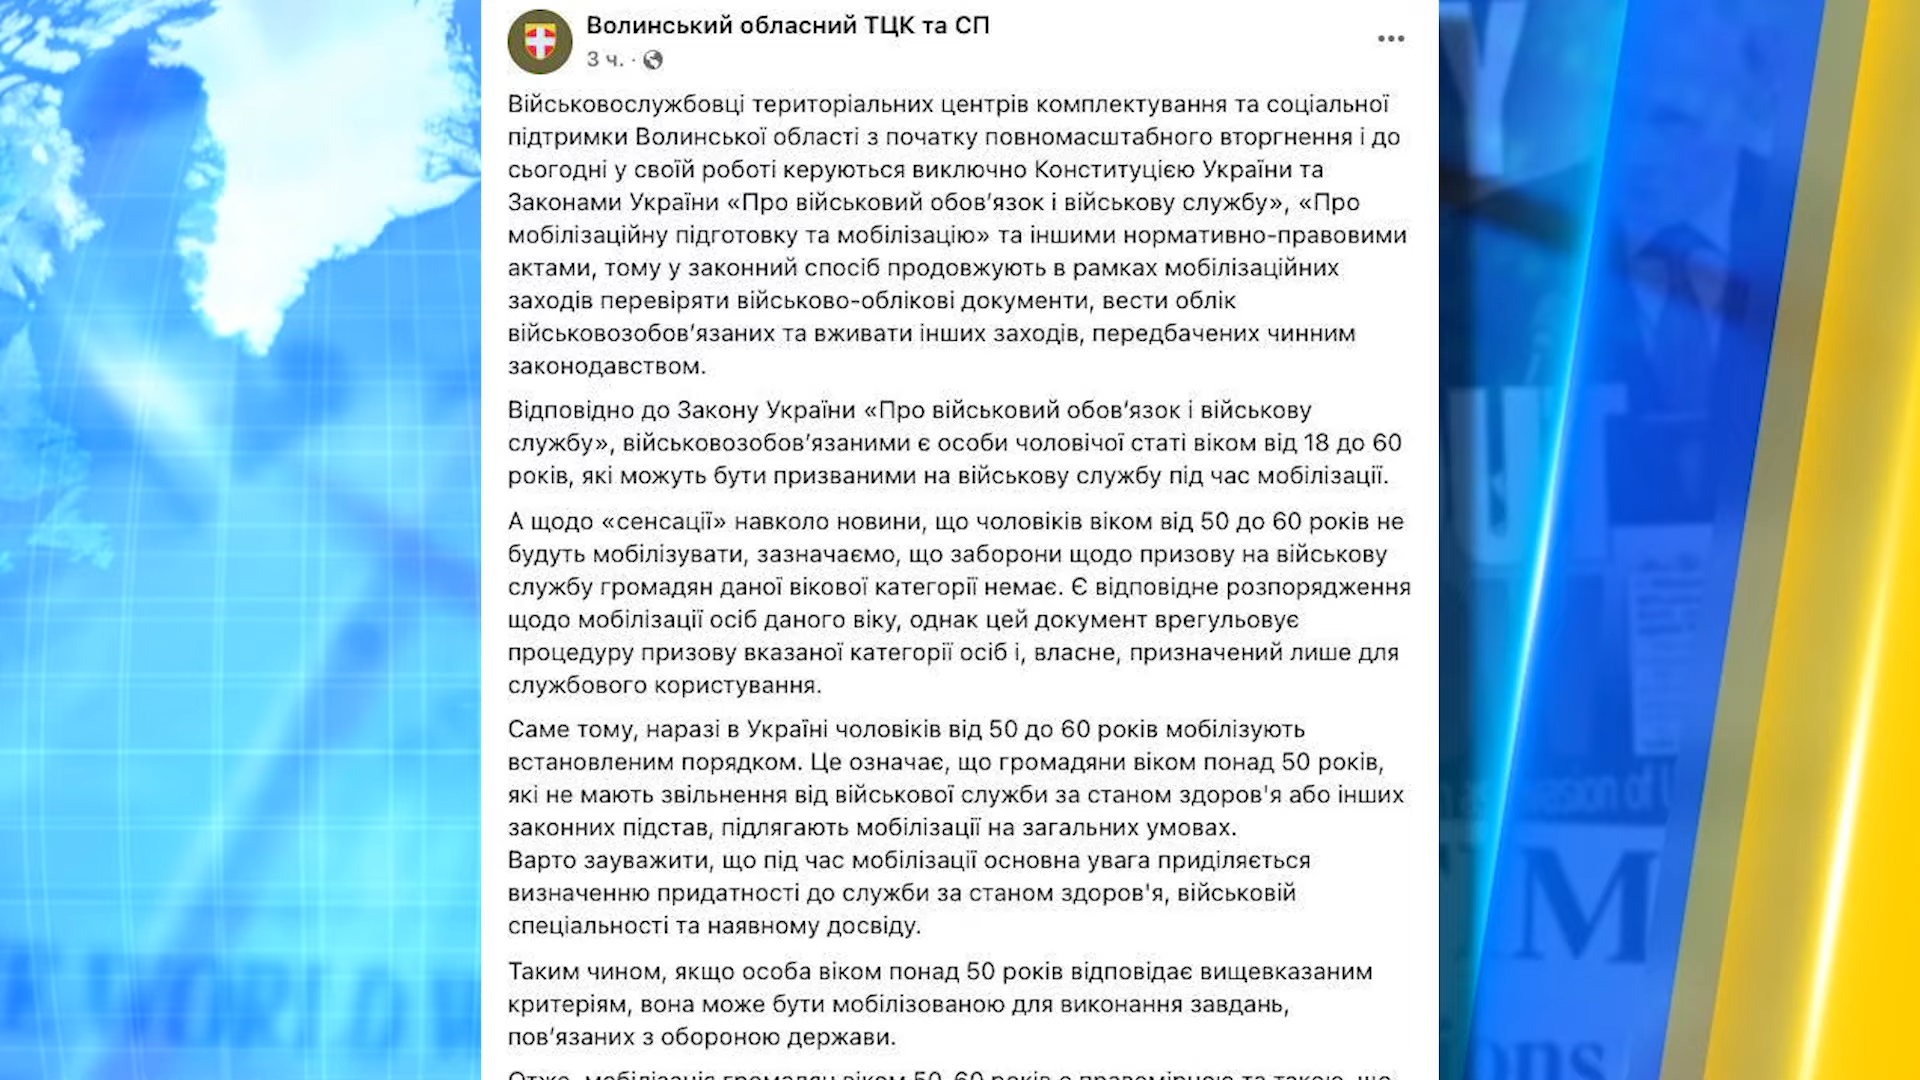 Волинський обласний ТЦК та СП
3 ч. ·
Військовослужбовці територіальних центрів комплектування та соціальної
підтримки Волинської області з початку повномасштабного вторгнення і до
сьогодні у своїй роботі керуються виключно Конституцією України та
Законами України «Про військовий обов’язок і військову службу», «Про
мобілізаційну підготовку та мобілізацію» та іншими нормативно-правовими
актами, тому у законний спосіб продовжують в рамках мобілізаційних
заходів перевіряти військово-облікові документи, вести облік
військовозобов’язаних та вживати інших заходів, передбачених чинним
законодавством.
Відповідно до Закону України «Про військовий обов’язок і військову
службу», військовозобов’язаними є особи чоловічої статі віком від 18 до 60
років, які можуть бути призваними на військову службу під час мобілізації.
А щодо «сенсації» навколо новини, що чоловіків віком від 50 до 60 років не
будуть мобілізувати, зазначаємо, що заборони щодо призову на військову
службу громадян даної вікової категорії немає. Є відповідне розпорядження
щодо мобілізації осіб даного віку, однак цей документ врегульовує
процедуру призову вказаної категорії осіб і, власне, призначений лише для
службового користування.
Саме тому, наразі в Україні чоловіків від 50 до 60 років мобілізують
встановленим порядком. Це означає, що громадяни віком понад 50 років,
які не мають звільнення від військової служби за станом здоров'я або інших
законних підстав, підлягають мобілізації на загальних умовах.
Варто зауважити, що під час мобілізації основна увага приділяється
визначенню придатності до служби за станом здоров'я, військовій
спеціальності та наявному досвіду.
Таким чином, якщо особа віком понад 50 років відповідає вищевказаним
критеріям, вона може бути мобілізованою для виконання завдань,
пов’язаних з обороною держави.